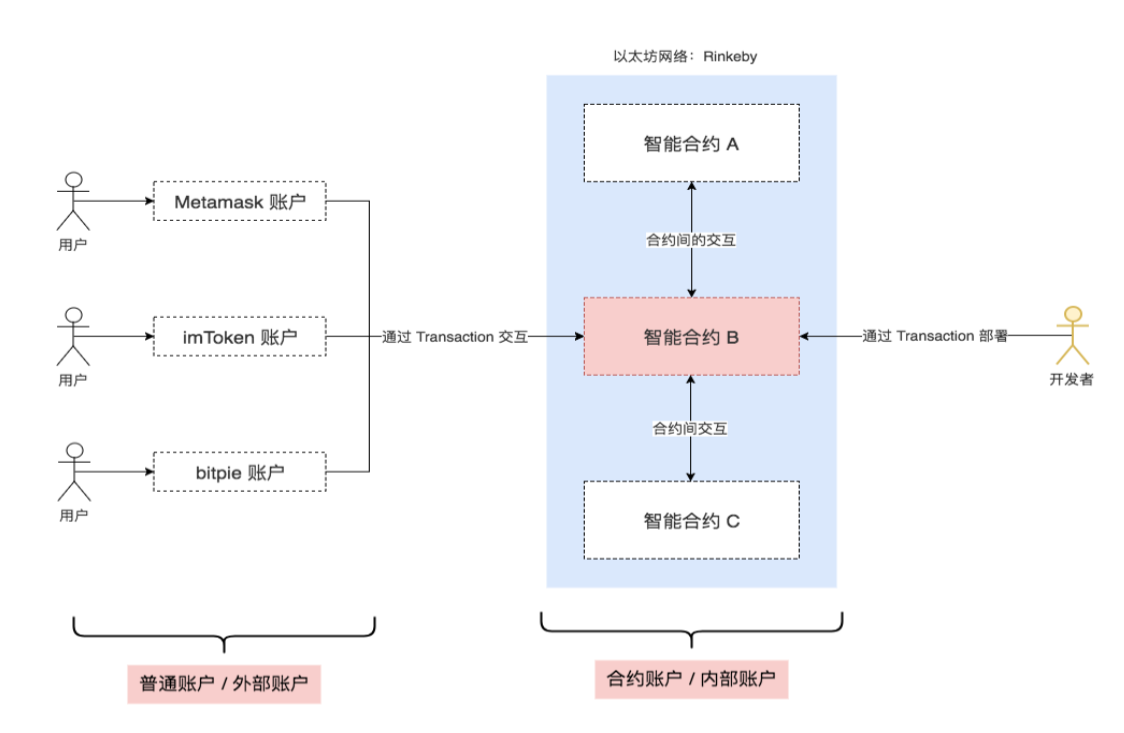 以太坊网络：Rinkeby
智能合约 A
Metamask 账户
用户
合约间的交互
imToken 账户
用户
通过 Transaction 交互
智能合约 B
通过 Transaction 部署
开发者
合约间交互
bitpie 账户
用户
智能合约 C
普通账户 / 外部账户
合约账户 / 内部账户